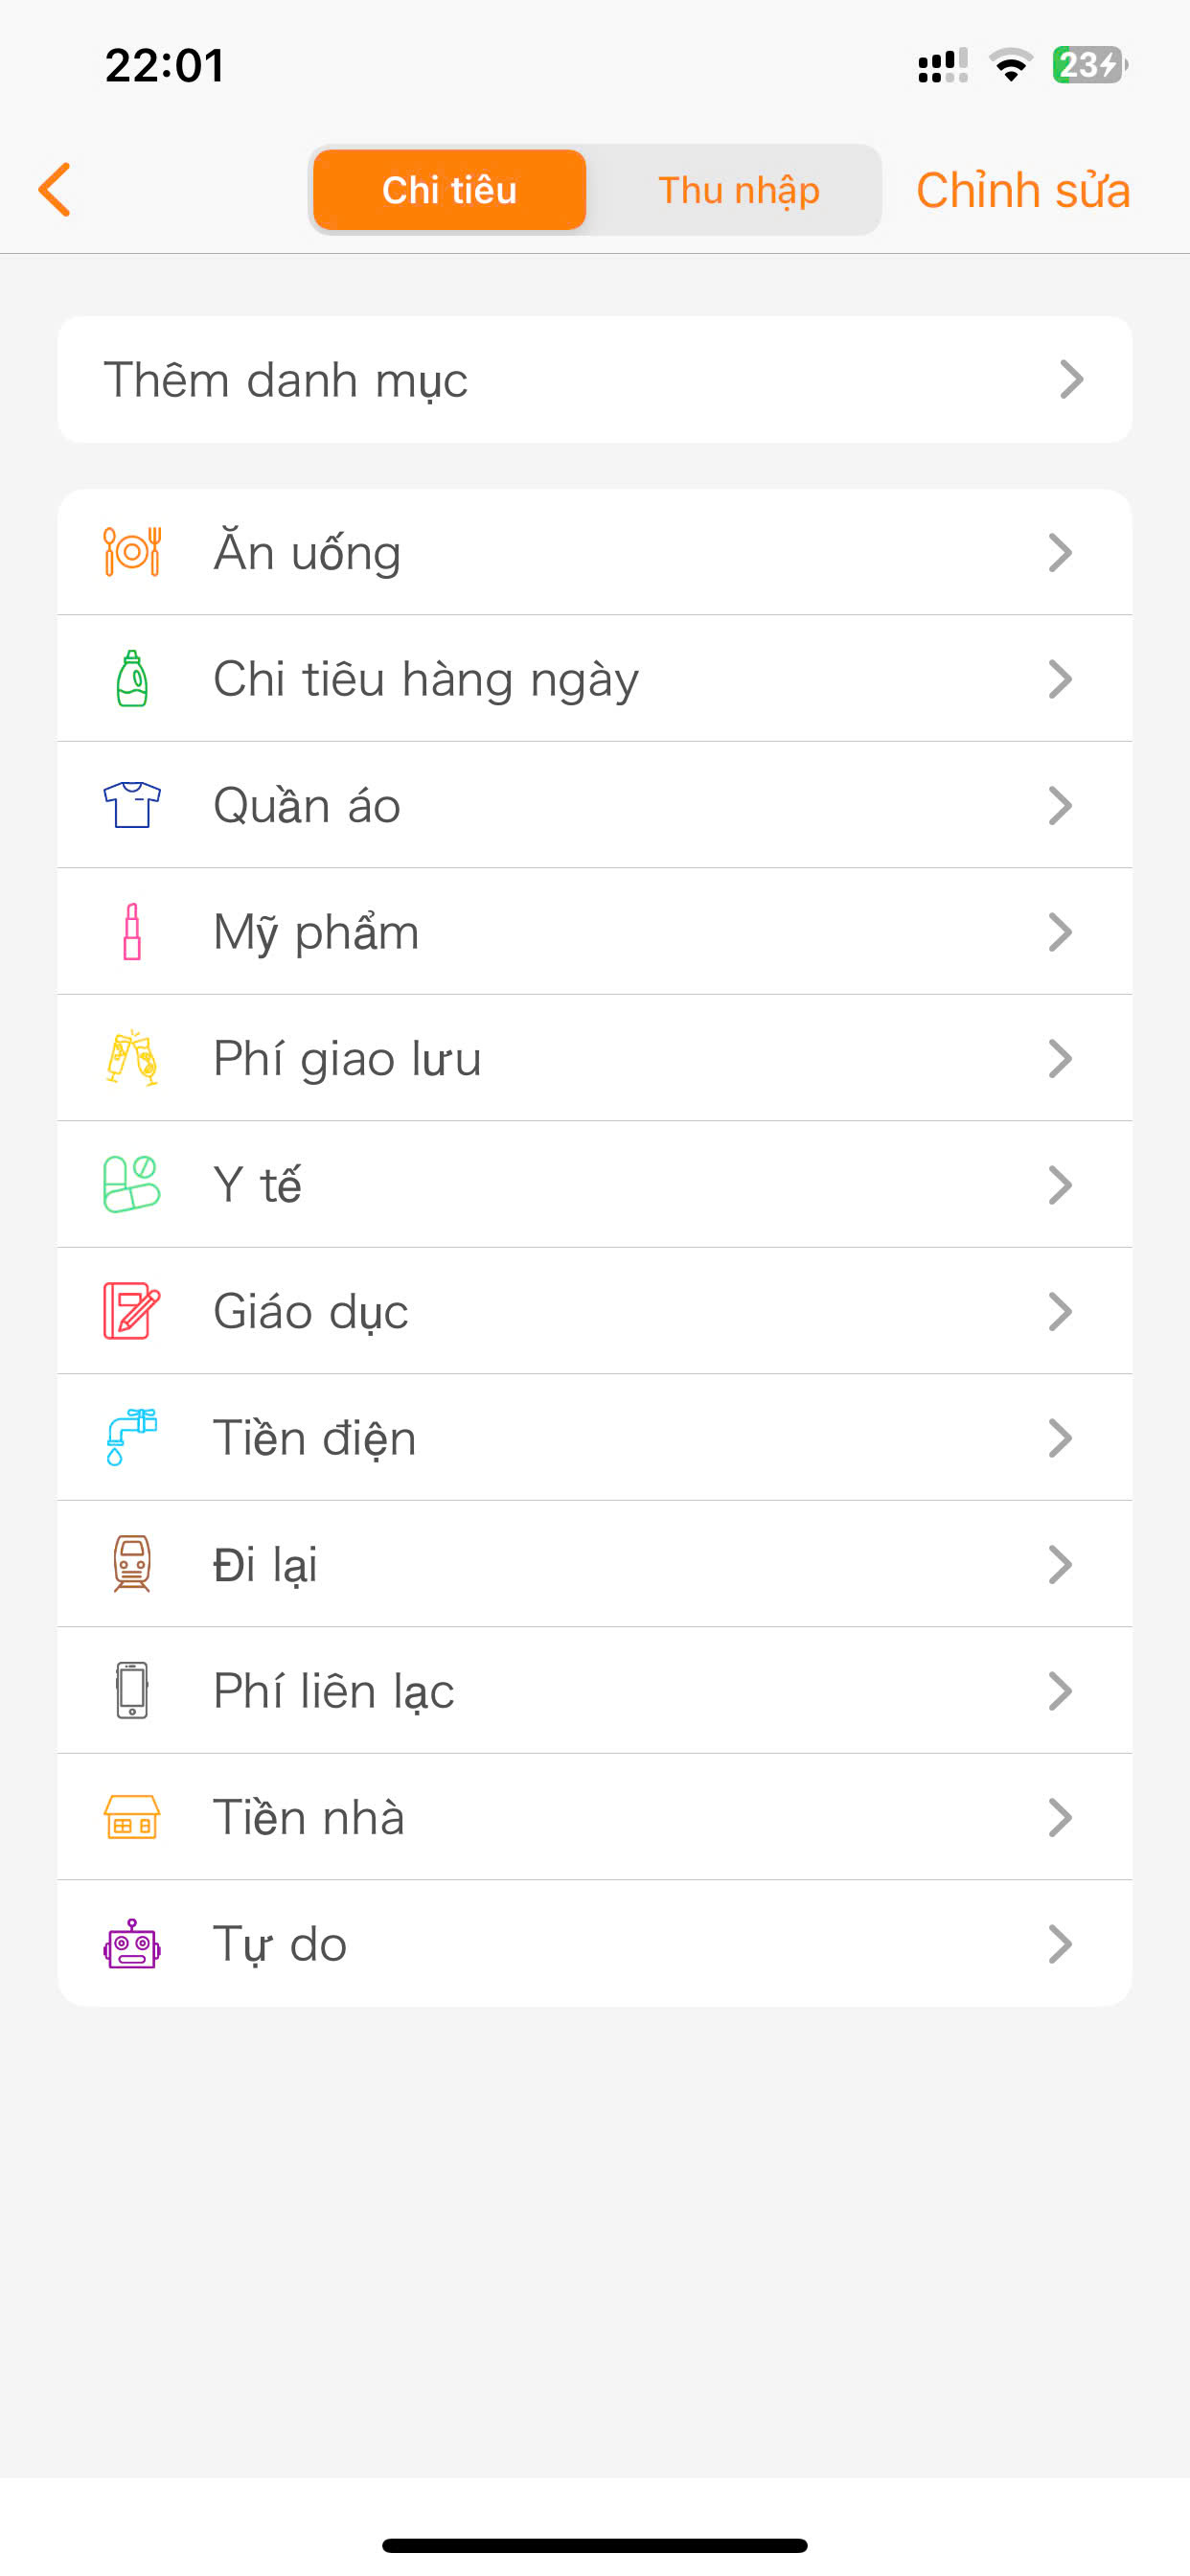 22:01
23
Chi tiêu
Thu nhập
Chỉnh sửa
Thêm danh mục
Ăn uống
Chi tiêu hàng ngày
Quần áo
Mỹ phẩm
Phí giao lưu
Y tế
Giáo dục
Tiền điện
Đi lại
Phí liên lạc
Tiền nhà
Tự do